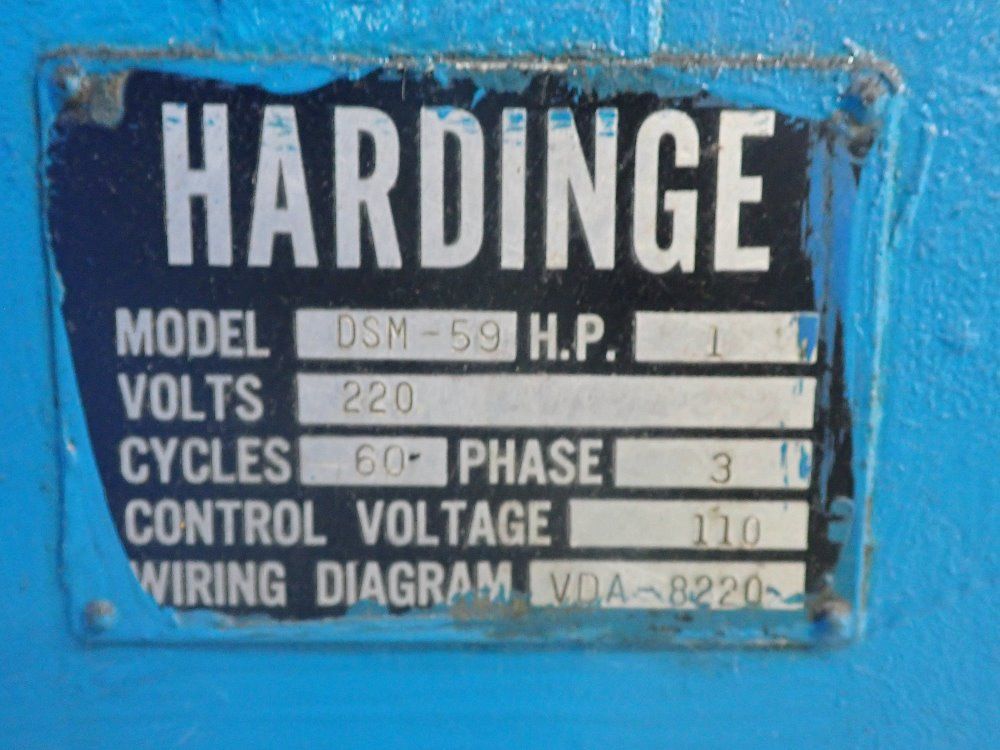 HARDINGE
MODEL DSM-59 H.P. 1
VOLTS 220
CYCLES 60 PHASE 3
CONTROL VOLTAGE 110
WIRING DIAGRAM VDA-8220